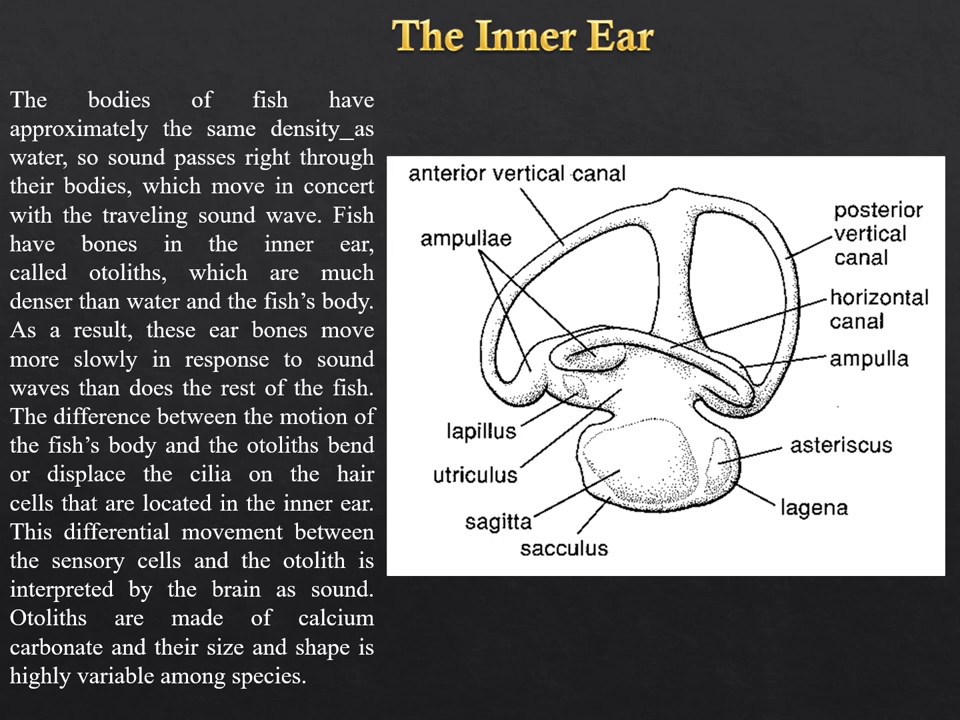 The Inner Ear
The bodies of fish have
approximately the same density_as
water, so sound passes right through
their bodies, which move in concert
with the traveling sound wave. Fish
have bones in the inner ear,
called otoliths, which are much
denser than water and the fish’s body.
As a result, these ear bones move
more slowly in response to sound
waves than does the rest of the fish.
The difference between the motion of
the fish’s body and the otoliths bend
or displace the cilia on the hair
cells that are located in the inner ear.
This differential movement between
the sensory cells and the otolith is
interpreted by the brain as sound.
Otoliths are made of calcium
carbonate and their size and shape is
highly variable among species.
anterior vertical canal
ampullae
posterior
vertical
canal
horizontal
canal
ampulla
lapillus
utriculus
sagitta
sacculus
asteriscus
lagena